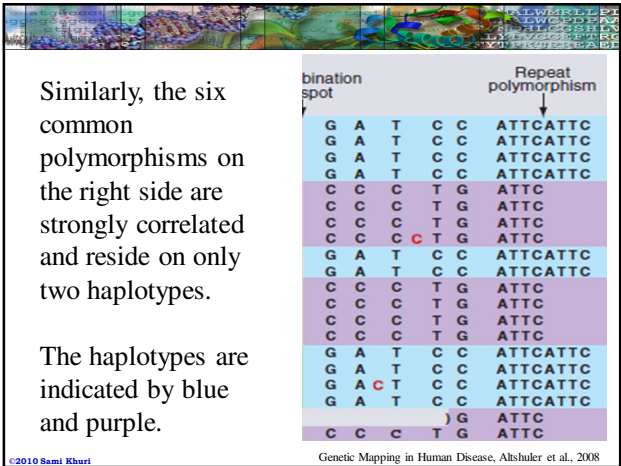 ALWMRLLPI
ALWGPDPAA
Similarly, the six
common
polymorphisms on
the right side are
strongly correlated
and reside on only
two haplotypes.
The haplotypes are
indicated by blue
and purple.
bination
spot
Repeat
polymorphism
G A T C C ATTCATTC
G A T C C ATTCATTC
G A T C C ATTCATTC
G A T C C ATTCATTC
C C C T G ATTC
C C C T G ATTC
C C C T G ATTC
C C C C T G ATTC
G A T C C ATTCATTC
G A T C C ATTCATTC
C C C T G ATTC
C C C T G ATTC
C C C T G ATTC
C C C T G ATTC
G A T C C ATTCATTC
G A T C C ATTCATTC
G A C T C C ATTCATTC
G A T C C ATTCATTC
) G ATTC
C C C T G ATTC
©2010 Sami Khuri
Genetic Mapping in Human Disease, Altshuler et al., 2008